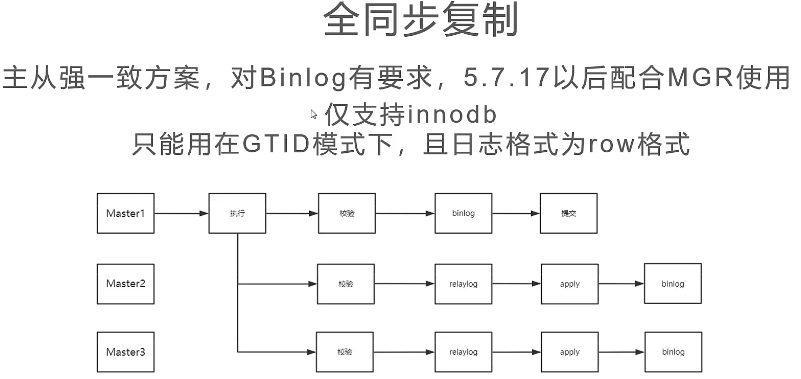 全同步复制
主从强一致方案，对Binlog有要求，5.7.17以后配合MGR使用
仅支持innodb
只能用在GTID模式下，且日志格式为row格式
Master1 执行 校验 binlog 提交
Master2 校验 relaylog apply binlog
Master3 校验 relaylog apply binlog